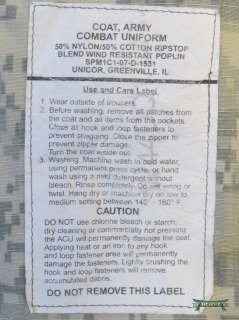 COAT, ARMY
COMBAT UNIFORM
50% NYLON/50% COTTON RIPSTOP
BLEND WIND RESISTANT POPLIN
SPM1C1-07-D-1531
UNICOR, GREENVILLE, IL
Use and Care Label
1. Wear outside of trousers.
2. Before washing, remove all patches from
the coat and all items from the pockets.
Close all hook and loop fasteners to
prevent snagging. Close the zipper to
prevent zipper damage.
Turn the coat inside out.
3. Washing. Machine wash in cold water,
using permanent press cycle, or hand
wash using a mild detergent without
bleach. Rinse completely. Do not wring or
twist. Hang dry or machine dry on low to
medium setting between 140° - 160° F.
CAUTION
DO NOT use chlorine bleach or starch,
dry cleaning or commercially hot pressing
the ACU will permanently damage the coat.
Applying heat or an iron to any hook
and loop fastener area will permanently
damage the fasteners. Lightly brushing the
hook and loop fasteners will remove
accumulated debris.
DO NOT REMOVE THIS LABEL